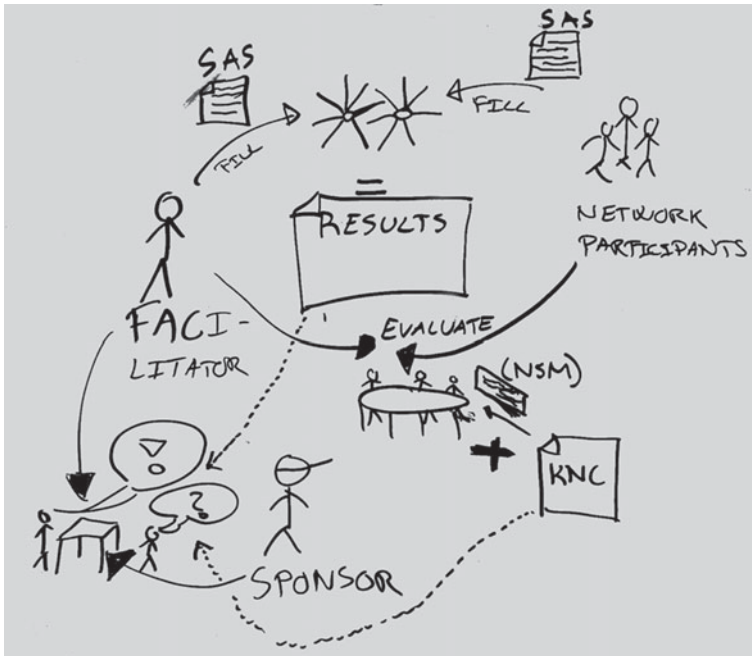 SAS
SAS
FILL
FILL
=
RESULTS
NETWORK
PARTICIPANTS
FACI-
LITATOR
EVALUATE
(NSM)
+
KNC
!
?
SPONSOR